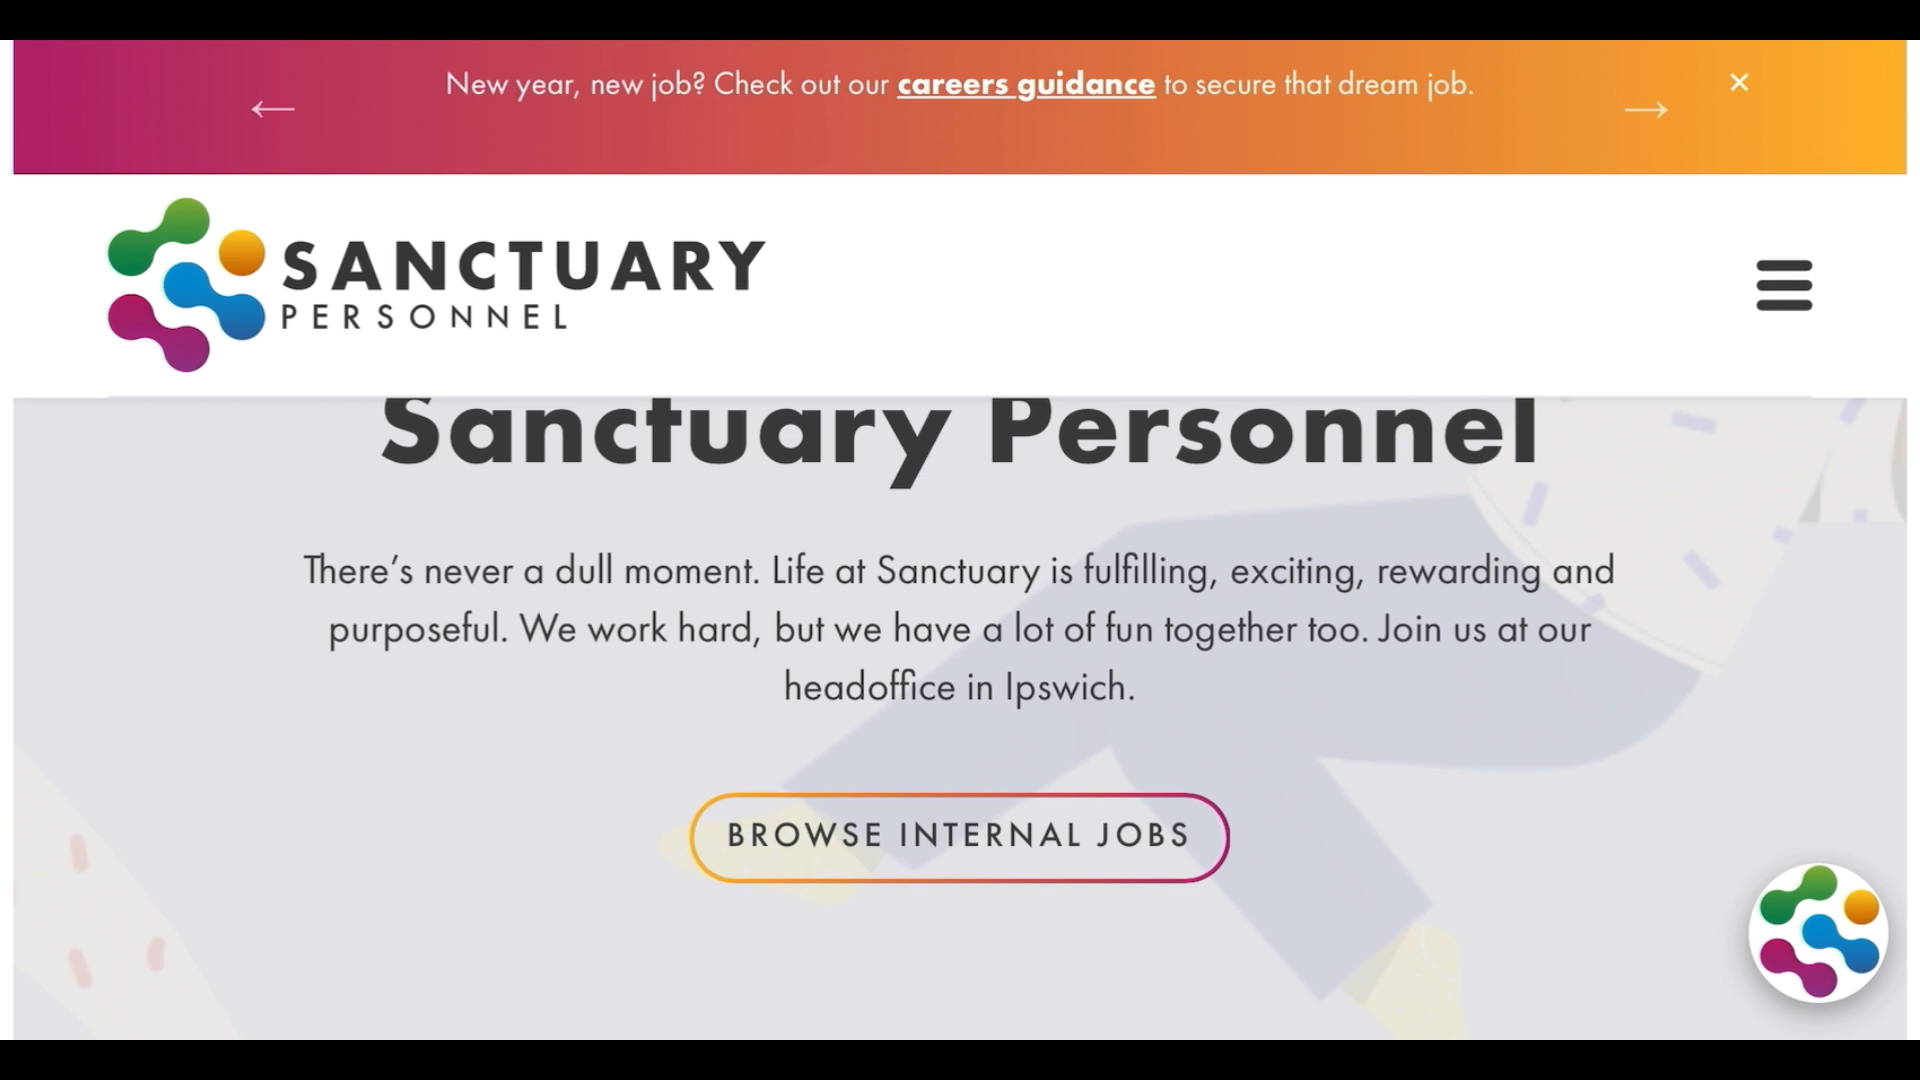 New year, new job? Check out our careers guidance to secure that dream job.
SANCTUARY
PERSONNEL
Sanctuary Personnel
There’s never a dull moment. Life at Sanctuary is fulfilling, exciting, rewarding and
purposeful. We work hard, but we have a lot of fun together too. Join us at our
headoffice in Ipswich.
BROWSE INTERNAL JOBS